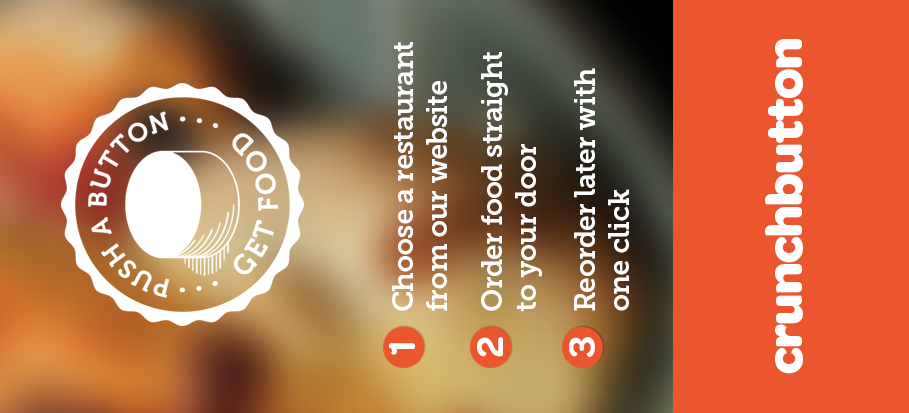 PUSH A BUTTON ... GET FOOD ...
1 Choose a restaurant
from our website
2 Order food straight
to your door
3 Reorder later with
one click
crunchbutton